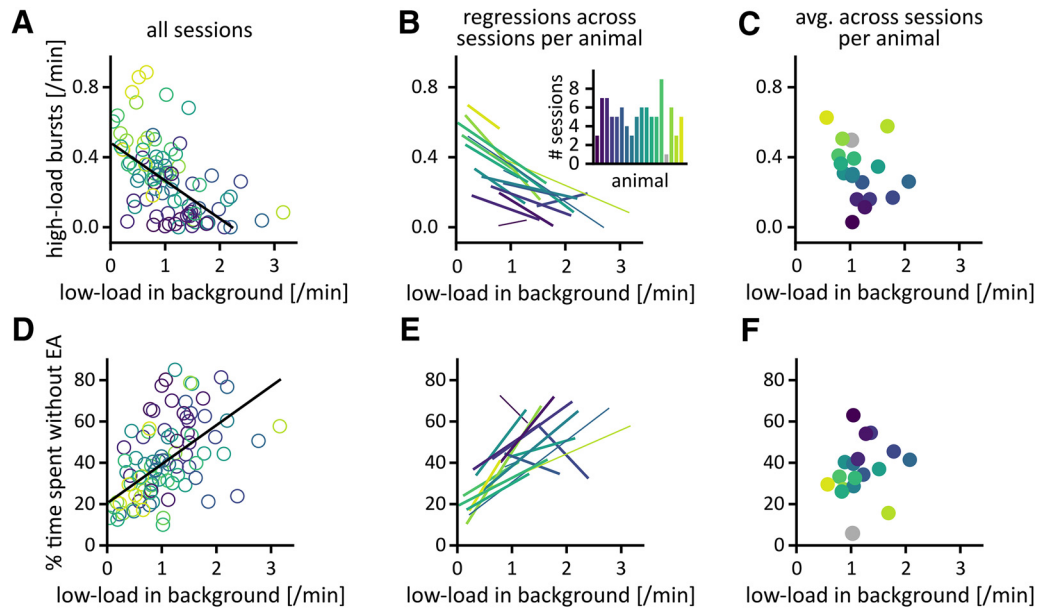 A
all sessions
high-load bursts [/min]
0.8
0.4
0.0
0 1 2 3
low-load in background [/min]
B
regressions across
sessions per animal
0.8
0.4
0.0
0 1 2 3
low-load in background [/min]
# sessions
8
6
4
2
0
animal
C
avg. across sessions
per animal
0.8
0.4
0.0
0 1 2 3
low-load in background [/min]
D
% time spent without EA
80
60
40
20
0
0 1 2 3
low-load in background [/min]
E
80
60
40
20
0
0 1 2 3
low-load in background [/min]
F
80
60
40
20
0
0 1 2 3
low-load in background [/min]